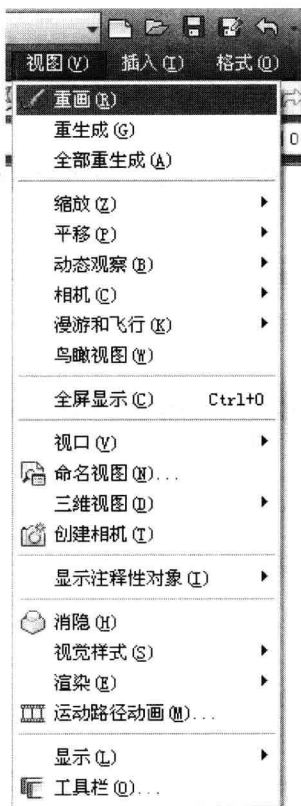 视图(V) 插入(I) 格式(O)
重画(R)
重生成(G)
全部重生成(A)
缩放(Z)
平移(P)
动态观察(B)
相机(C)
漫游和飞行(K)
鸟瞰视图(W)
全屏显示(C) Ctrl+0
视口(V)
命名视图(N)...
三维视图(D)
创建相机(T)
显示注释性对象(I)
消隐(H)
视觉样式(S)
渲染(E)
运动路径动画(M)...
显示(L)
工具栏(O)...